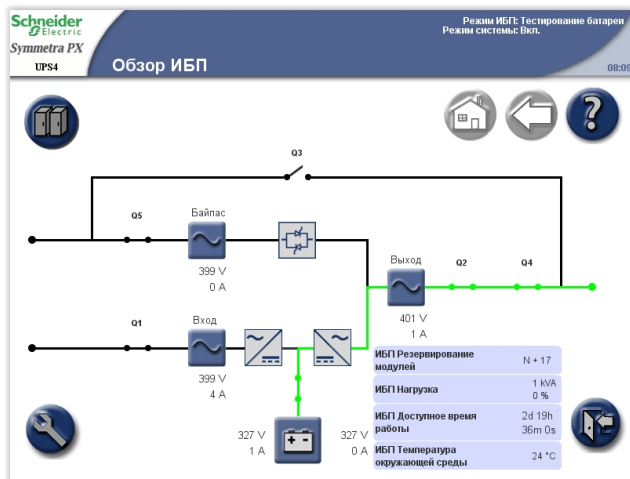 Schneider
Electric
Symmetra PX
UPS4
Обзор ИБП
Режим ИБП: Тестирование батареи
Режим системы: Вкл.
08:09
Q3
Q5
Байпас
399 V
0 A
Выход
Q2
Q4
401 V
1 A
Q1
Вход
399 V
4 A
327 V
1 A
327 V
0 A
ИБП Резервирование модулей
N + 17
ИБП Нагрузка
1 kVA
0 %
ИБП Доступное время работы
2d 19h
36m 0s
ИБП Температура окружающей среды
24 °C